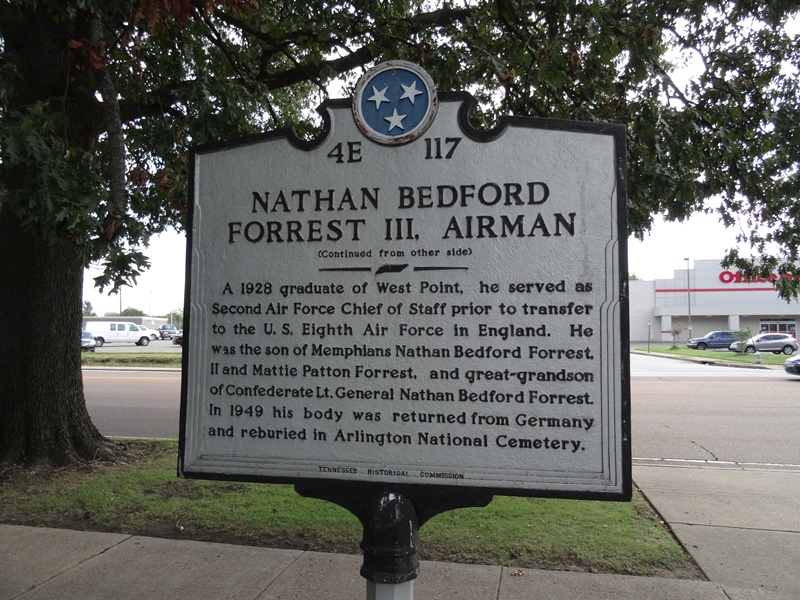 4E 117
NATHAN BEDFORD
FORREST III, AIRMAN
(Continued from other side)
A 1928 graduate of West Point, he served as
Second Air Force Chief of Staff prior to transfer
to the U. S. Eighth Air Force in England. He
was the son of Memphians Nathan Bedford Forrest,
II and Mattie Patton Forrest, and great-grandson
of Confederate Lt. General Nathan Bedford Forrest.
In 1949 his body was returned from Germany
and reburied in Arlington National Cemetery.
TENNESSEE HISTORICAL COMMISSION
Office